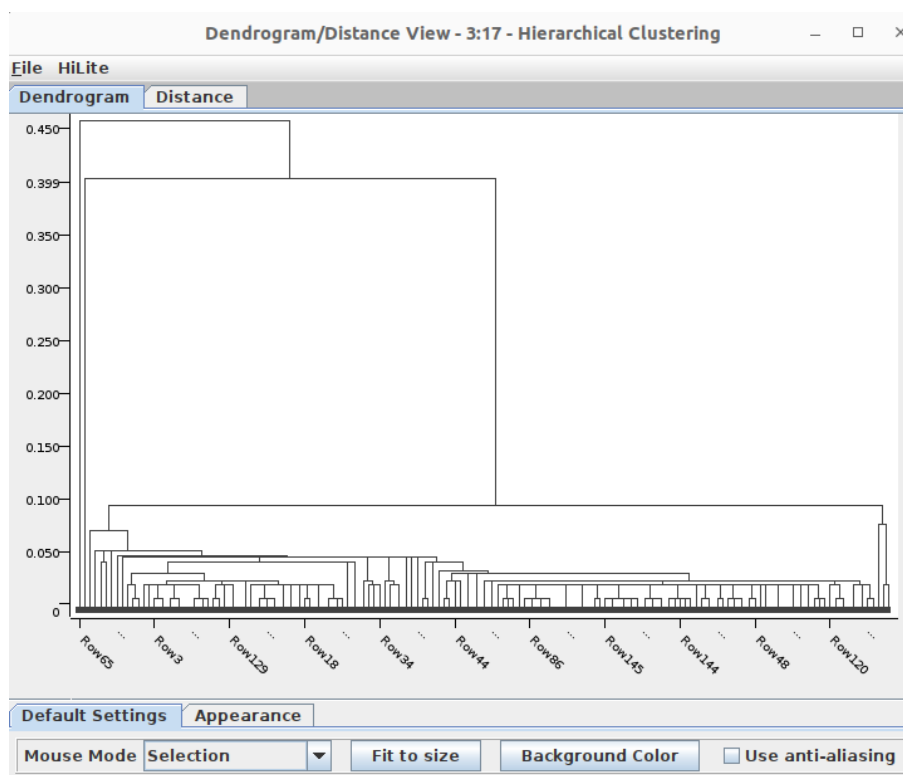 Dendrogram/Distance View - 3:17 - Hierarchical Clustering
File HiLite
Dendrogram Distance
0.450
0.399
0.350
0.300
0.250
0.200
0.150
0.100
0.050
0
Row65 ... Row3 ... Row129 ... Row18 ... Row34 ... Row44 ... Row86 ... Row145 ... Row144 ... Row48 ... Row120 ...
Default Settings Appearance
Mouse Mode Selection Fit to size Background Color Use anti-aliasing